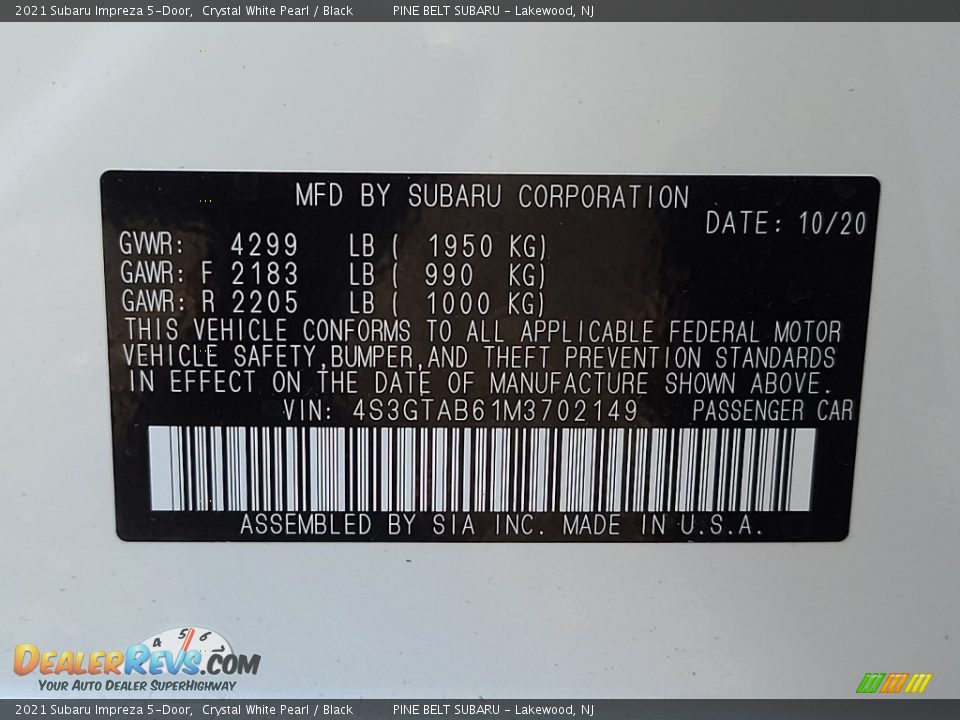 2021 Subaru Impreza 5-Door, Crystal White Pearl / Black PINE BELT SUBARU - Lakewood, NJ
MFD BY SUBARU CORPORATION
DATE: 10/20
GVWR: 4299 LB ( 1950 KG)
GAWR: F 2183 LB ( 990 KG)
GAWR: R 2205 LB ( 1000 KG)
THIS VEHICLE CONFORMS TO ALL APPLICABLE FEDERAL MOTOR
VEHICLE SAFETY,BUMPER,AND THEFT PREVENTION STANDARDS
IN EFFECT ON THE DATE OF MANUFACTURE SHOWN ABOVE.
VIN: 4S3GTAB61M3702149 PASSENGER CAR
ASSEMBLED BY SIA INC. MADE IN U.S.A.
4 5 6 7
DEALERREVS.COM
YOUR AUTO DEALER SUPERHIGHWAY
2021 Subaru Impreza 5-Door, Crystal White Pearl / Black PINE BELT SUBARU - Lakewood, NJ